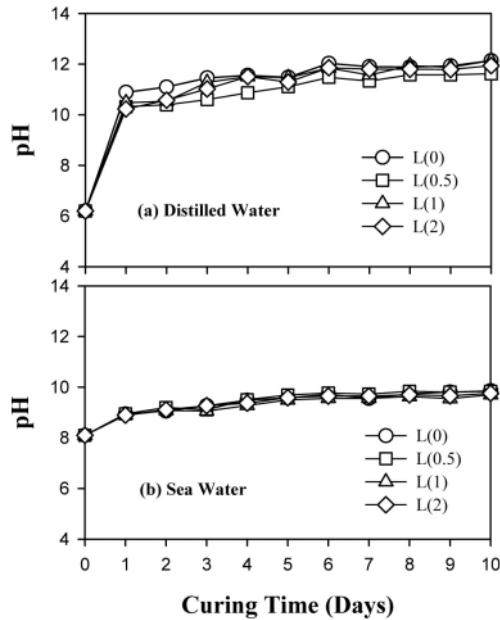 14
12
10
8
6
4
pH
L(0)
L(0.5)
L(1)
L(2)
(a) Distilled Water
14
12
10
8
6
4
pH
L(0)
L(0.5)
L(1)
L(2)
(b) Sea Water
0 1 2 3 4 5 6 7 8 9 10
Curing Time (Days)